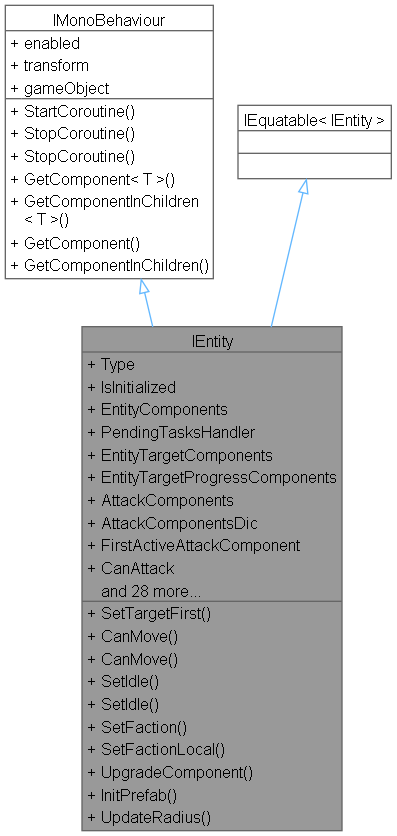 IMonoBehaviour
+ enabled
+ transform
+ gameObject
+ StartCoroutine()
+ StopCoroutine()
+ StopCoroutine()
+ GetComponent< T >()
+ GetComponentInChildren
< T >()
+ GetComponent()
+ GetComponentInChildren()
IEquatable< IEntity >
IEntity
+ Type
+ IsInitialized
+ EntityComponents
+ PendingTasksHandler
+ EntityTargetComponents
+ EntityTargetProgressComponents
+ AttackComponents
+ AttackComponentsDic
+ FirstActiveAttackComponent
+ CanAttack
and 28 more...
+ SetTargetFirst()
+ CanMove()
+ CanMove()
+ SetIdle()
+ SetIdle()
+ SetFaction()
+ SetFactionLocal()
+ UpgradeComponent()
+ InitPrefab()
+ UpdateRadius()